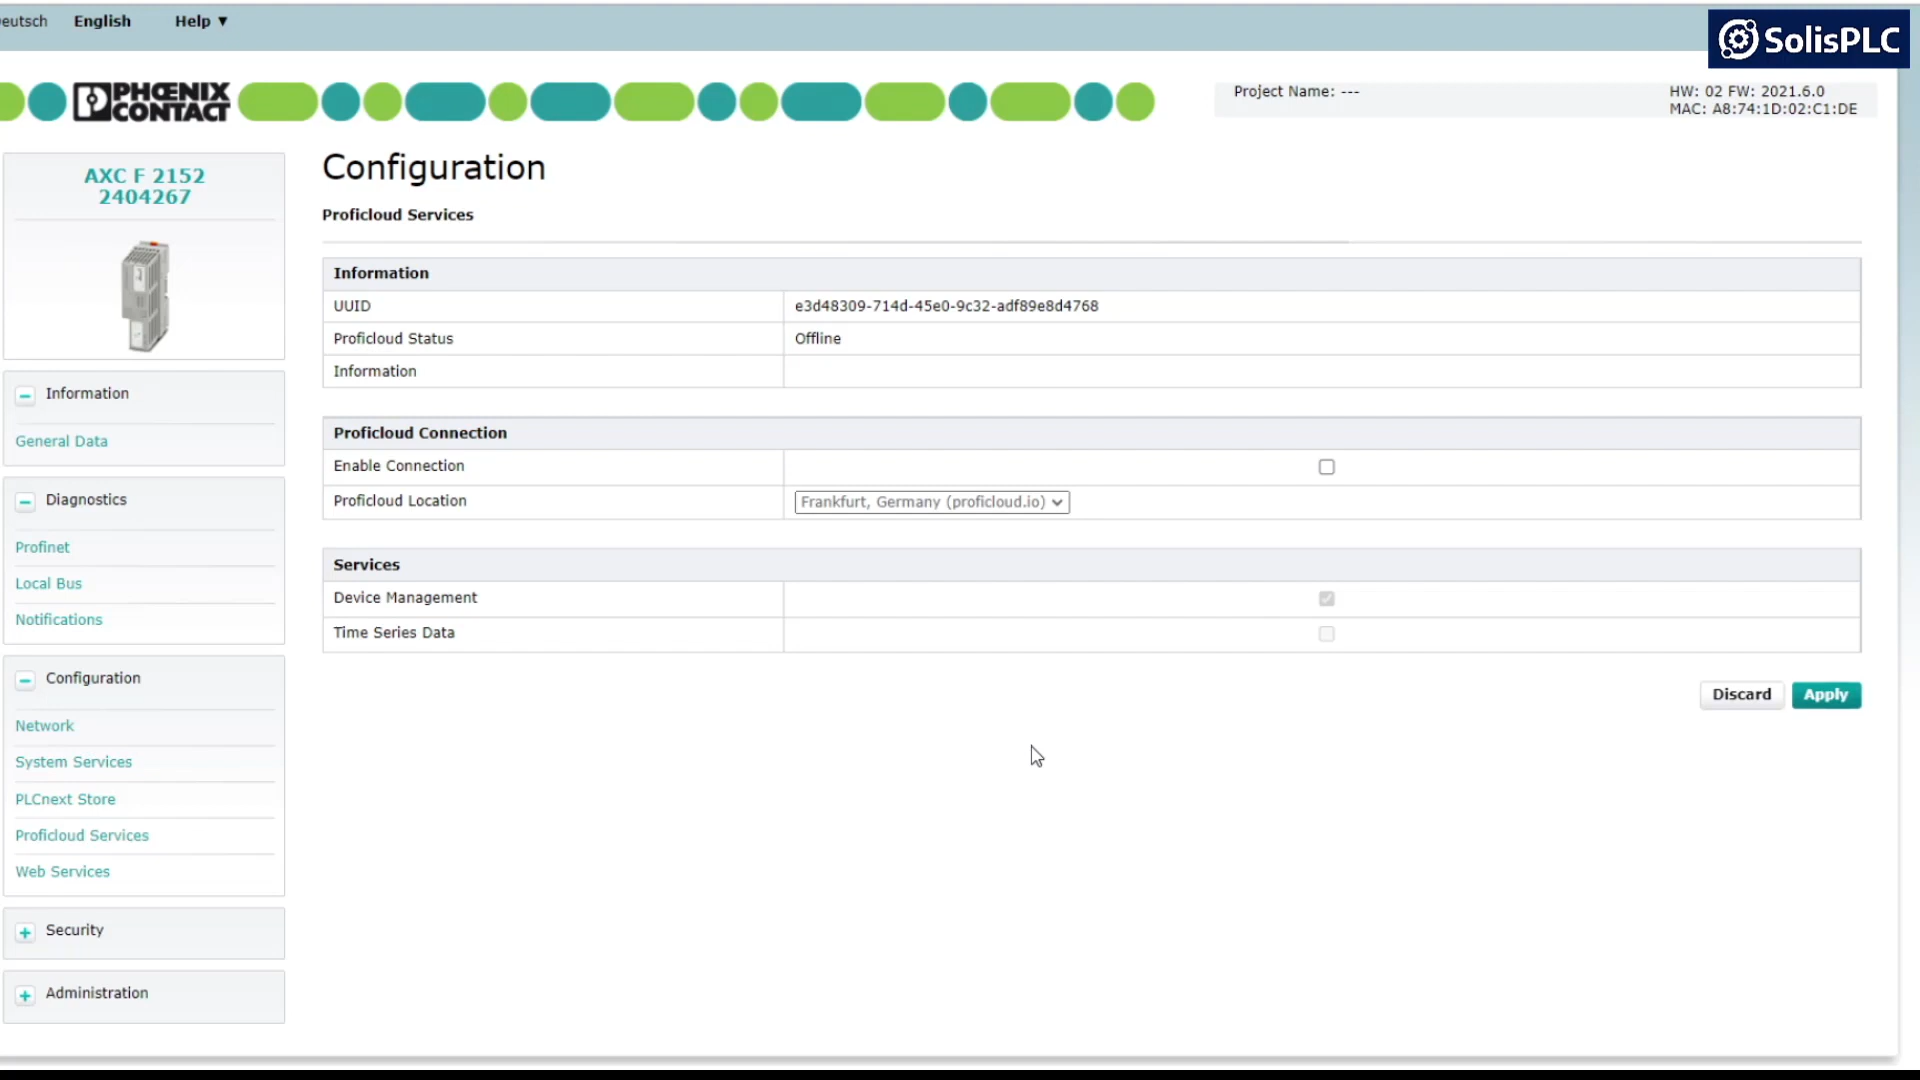 eutsch English Help ▼
SolisPLC
PHŒNIX
CONTACT
Project Name: ---
HW: 02 FW: 2021.6.0
MAC: A8:74:1D:02:C1:DE
AXC F 2152
2404267
Information
General Data
Diagnostics
Profinet
Local Bus
Notifications
Configuration
Network
System Services
PLCnext Store
Proficloud Services
Web Services
Security
Administration
Configuration
Proficloud Services
Information
UUID e3d48309-714d-45e0-9c32-adf89e8d4768
Proficloud Status Offline
Information
Proficloud Connection
Enable Connection
Proficloud Location Frankfurt, Germany (proficloud.io)
Services
Device Management
Time Series Data
Discard Apply